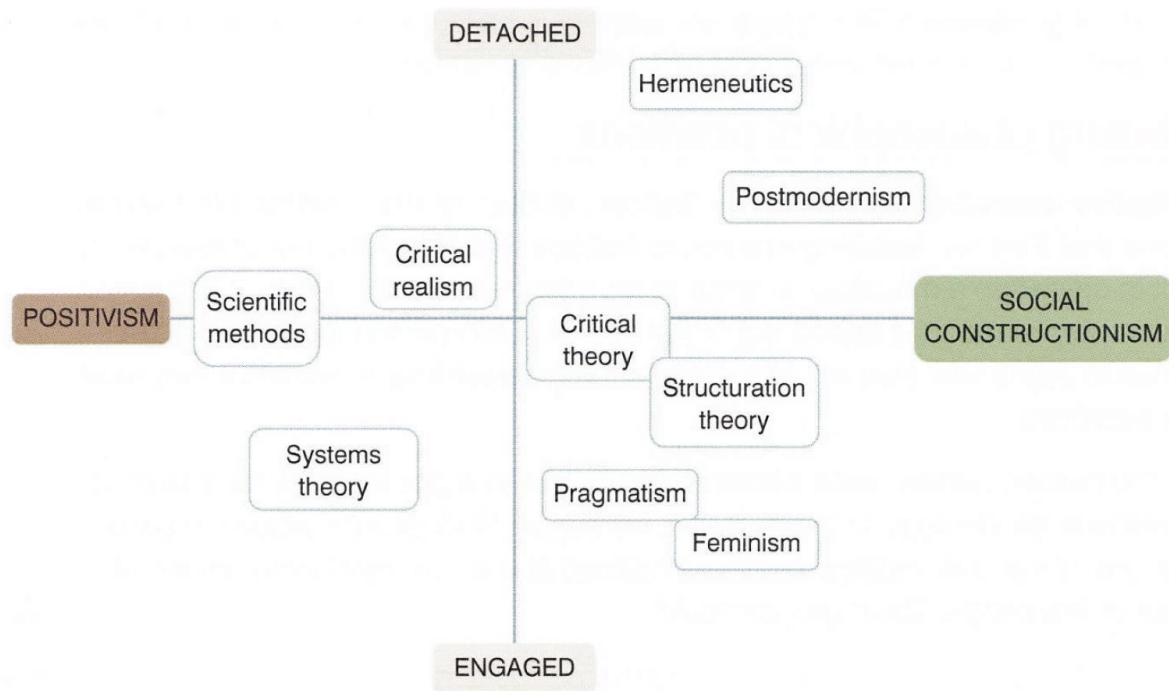 DETACHED
Hermeneutics
Postmodernism
Critical
realism
POSITIVISM
Scientific
methods
Critical
theory
SOCIAL
CONSTRUCTIONISM
Structuration
theory
Systems
theory
Pragmatism
Feminism
ENGAGED